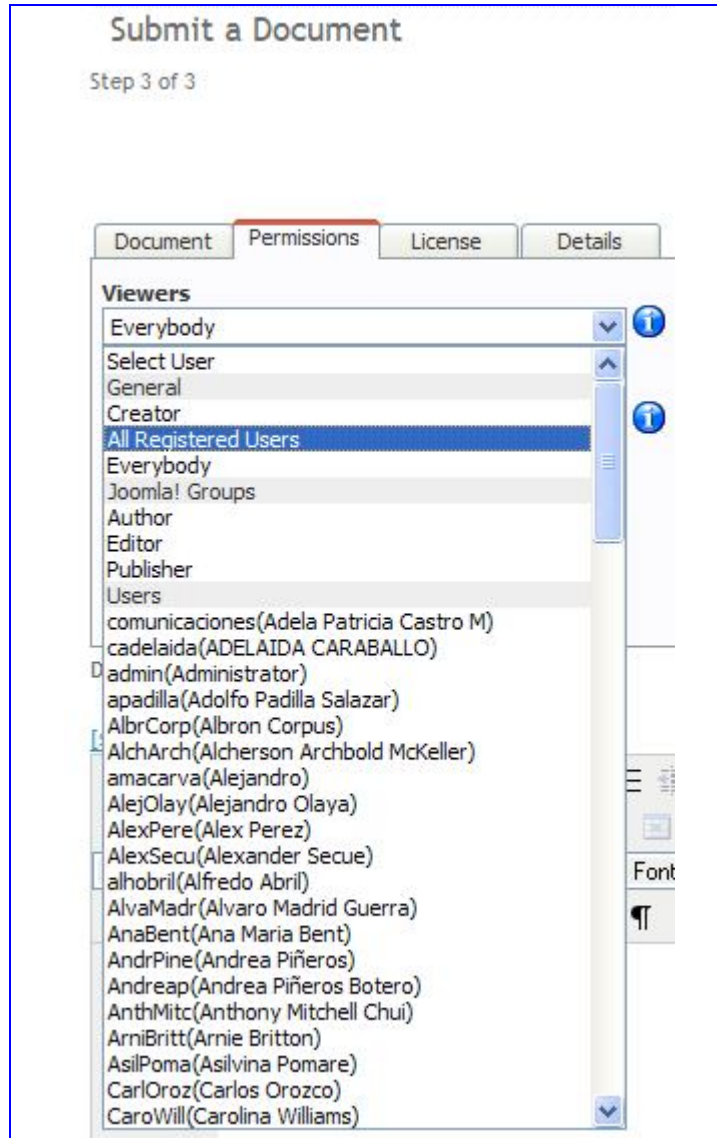 Submit a Document
Step 3 of 3
Document Permissions License Details
Viewers
Everybody
Select User
General
Creator
All Registered Users
Everybody
Joomla! Groups
Author
Editor
Publisher
Users
comunicaciones(Adela Patricia Castro M)
cadelaida(ADELAIDA CARABALLO)
admin(Administrator)
apadilla(Adolfo Padilla Salazar)
AlbrCorp(Albron Corpus)
AlchArch(Alcherson Archbold McKeller)
amacarva(Alejandro)
AlejOlay(Alejandro Olaya)
AlexPere(Alex Perez)
AlexSecu(Alexander Secue)
alhobril(Alfredo Abril)
Font
AlvaMadr(Alvaro Madrid Guerra)
AnaBent(Ana Maria Bent)
AndrPine(Andrea Piñeros)
Andreap(Andrea Piñeros Botero)
AnthMitc(Anthony Mitchell Chui)
ArniBritt(Arnie Britton)
AsilPoma(Asilvina Pomare)
CarlOroz(Carlos Orozco)
CaroWill(Carolina Williams)